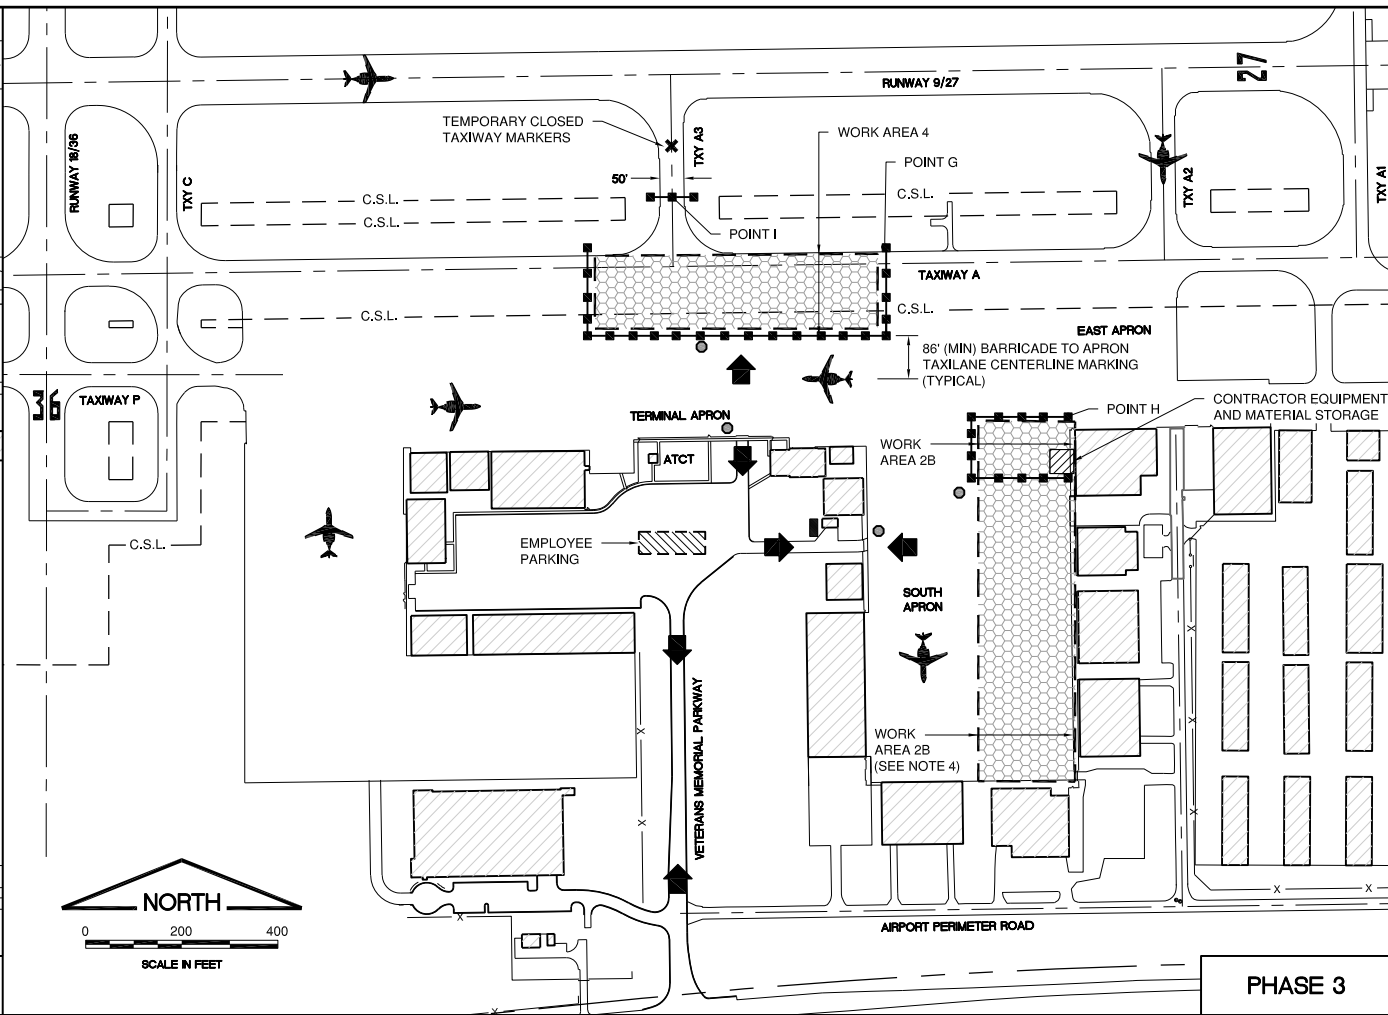 27
RUNWAY 9/27
TEMPORARY CLOSED
TAXIWAY MARKERS
WORK AREA 4
RUNWAY 18/36
TXY C
TXY A3
POINT G
50'
C.S.L.
C.S.L.
C.S.L.
TXY A2
TXY A1
POINT I
TAXIWAY A
C.S.L.
C.S.L.
EAST APRON
86' (MIN) BARRICADE TO APRON
TAXILANE CENTERLINE MARKING
(TYPICAL)
36
TAXIWAY P
TERMINAL APRON
POINT H
CONTRACTOR EQUIPMENT
AND MATERIAL STORAGE
WORK
AREA 2B
ATCT
C.S.L.
EMPLOYEE
PARKING
SOUTH
APRON
X
X
X
WORK
AREA 2B
(SEE NOTE 4)
VETERANS MEMORIAL PARKWAY
X
X
NORTH
X
X
X
AIRPORT PERIMETER ROAD
0 200 400
SCALE IN FEET
PHASE 3
X